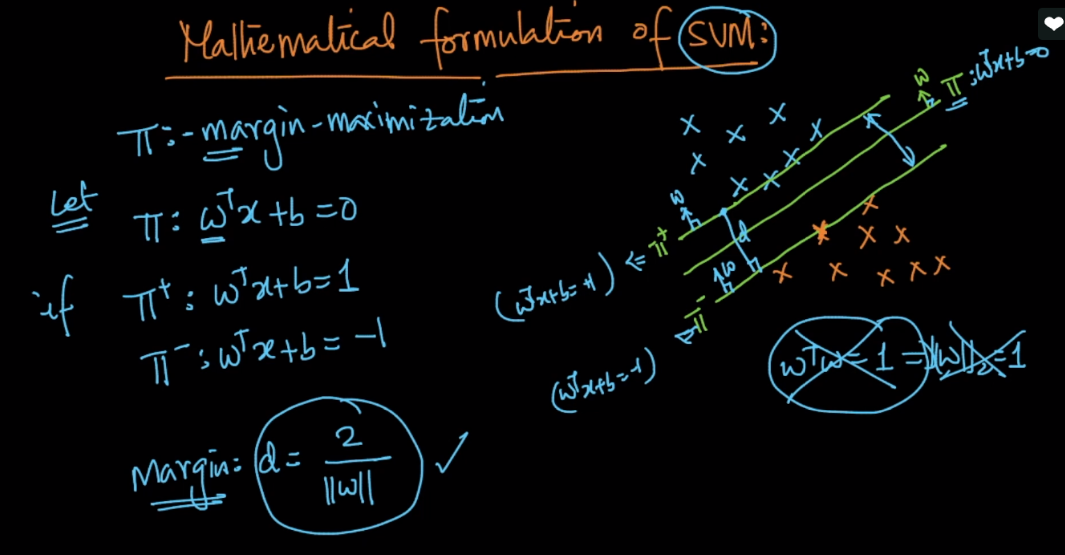 Mathematical formulation of SVM:
π:- margin-maximization
Let π: wᵀx+b=0
if π⁺: wᵀx+b=1
π⁻: wᵀx+b=-1
Margin: d= 2/||w|| ✓
w
π: wᵀx+b=0
w
d
w
π⁺
(wᵀx+b=+1)
π⁻
(wᵀx+b=-1)
wᵀw=1 ⇒ ||w||₂=1